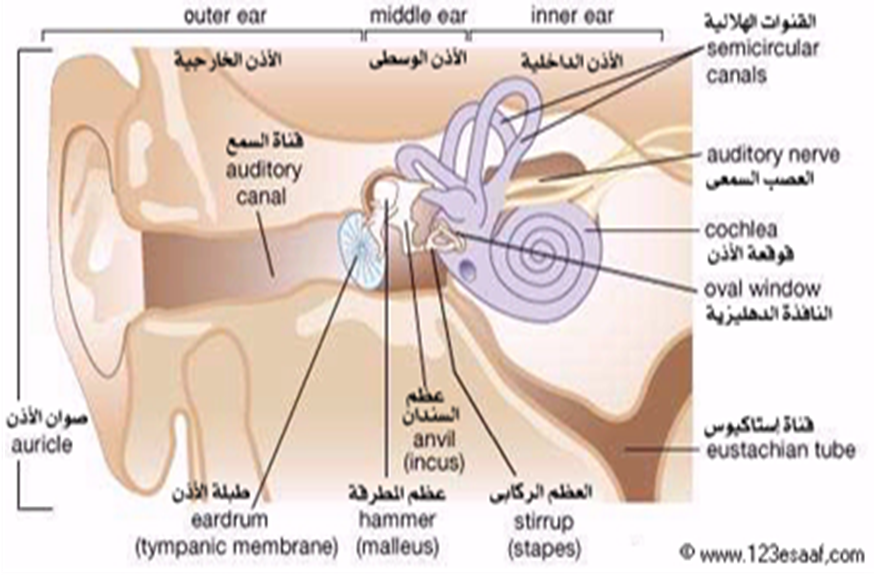 outer ear
middle ear
inner ear
الأذن الخارجية
الأذن الوسطى
الأذن الداخلية
القنوات الهلالية
semicircular
canals
قناة السمع
auditory
canal
auditory nerve
العصب السمعى
cochlea
قوقعة الأذن
oval window
النافذة الدهليزية
صوان الأذن
auricle
عظم
السندان
anvil
(incus)
قناة إستاكيوس
eustachian tube
طبلة الأذن
eardrum
(tympanic membrane)
عظم المطرقة
hammer
(malleus)
العظم الركابى
stirrup
(stapes)
© www.123esaaf.com